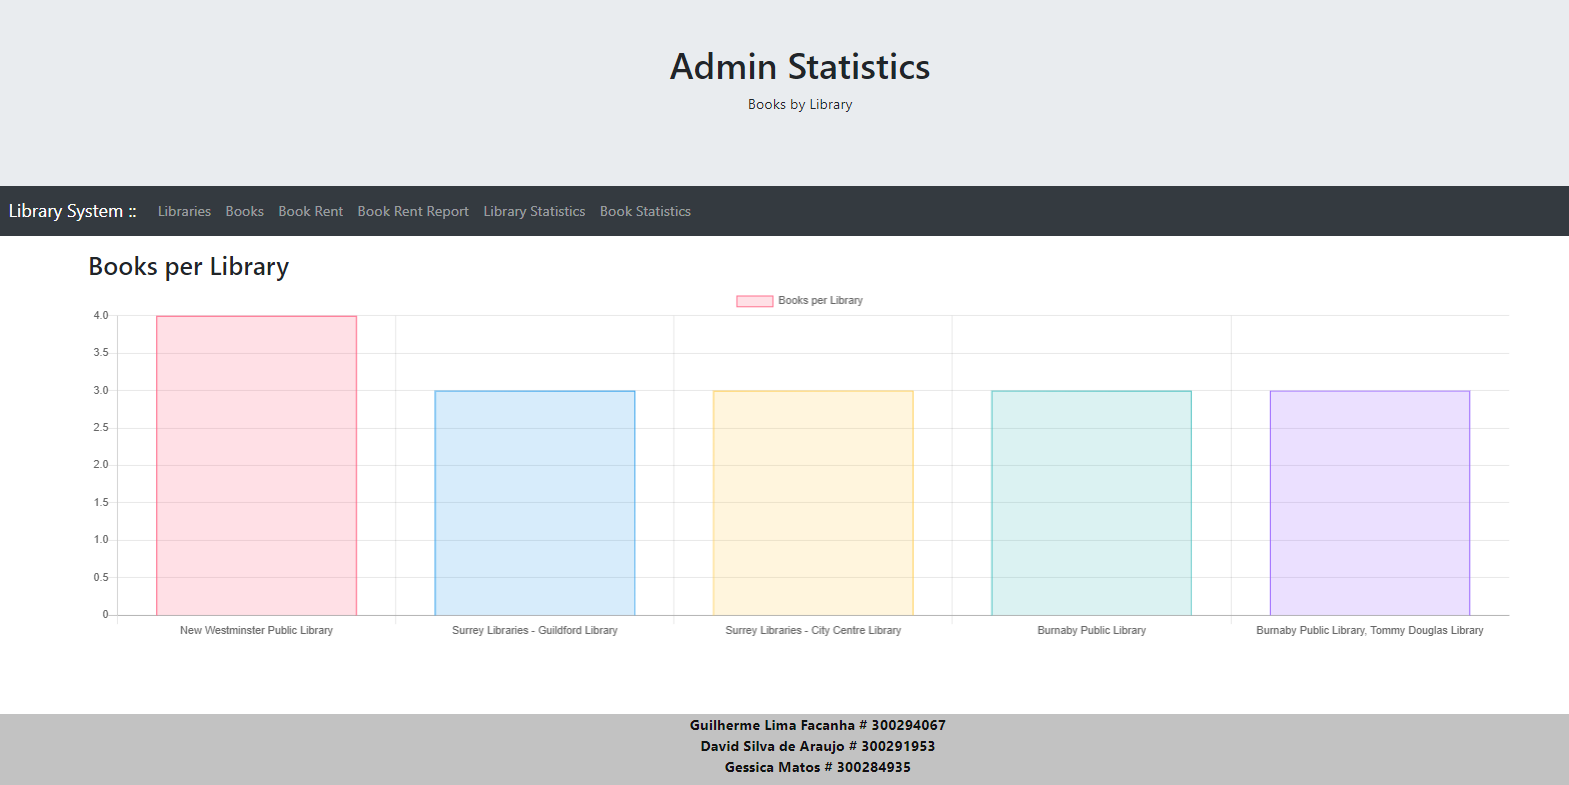 Admin Statistics
Books by Library
Library System :: Libraries Books Book Rent Book Rent Report Library Statistics Book Statistics
Books per Library
Books per Library
4.0
3.5
3.0
2.5
2.0
1.5
1.0
0.5
0
New Westminster Public Library Surrey Libraries - Guildford Library Surrey Libraries - City Centre Library Burnaby Public Library Burnaby Public Library, Tommy Douglas Library
Guilherme Lima Facanha # 300294067
David Silva de Araujo # 300291953
Gessica Matos # 300284935